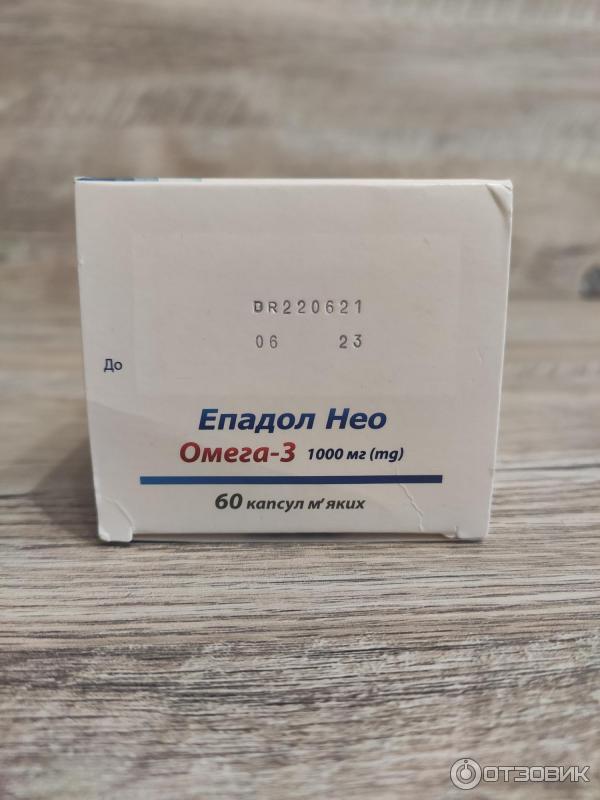 DR220621
06 23
До
Епадол Нео
Омега-3 1000 мг (mg)
60 капсул м'яких
ОТЗОВИК